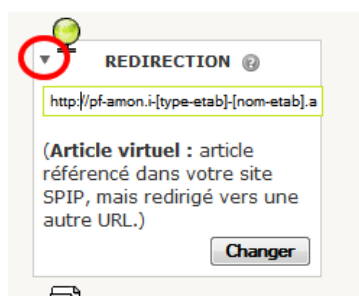 REDIRECTION
http://pf-amon.i-[type-etab]-[nom-etab].a
(Article virtuel : article
référencé dans votre site
SPIP, mais redirigé vers une
autre URL.)
Changer